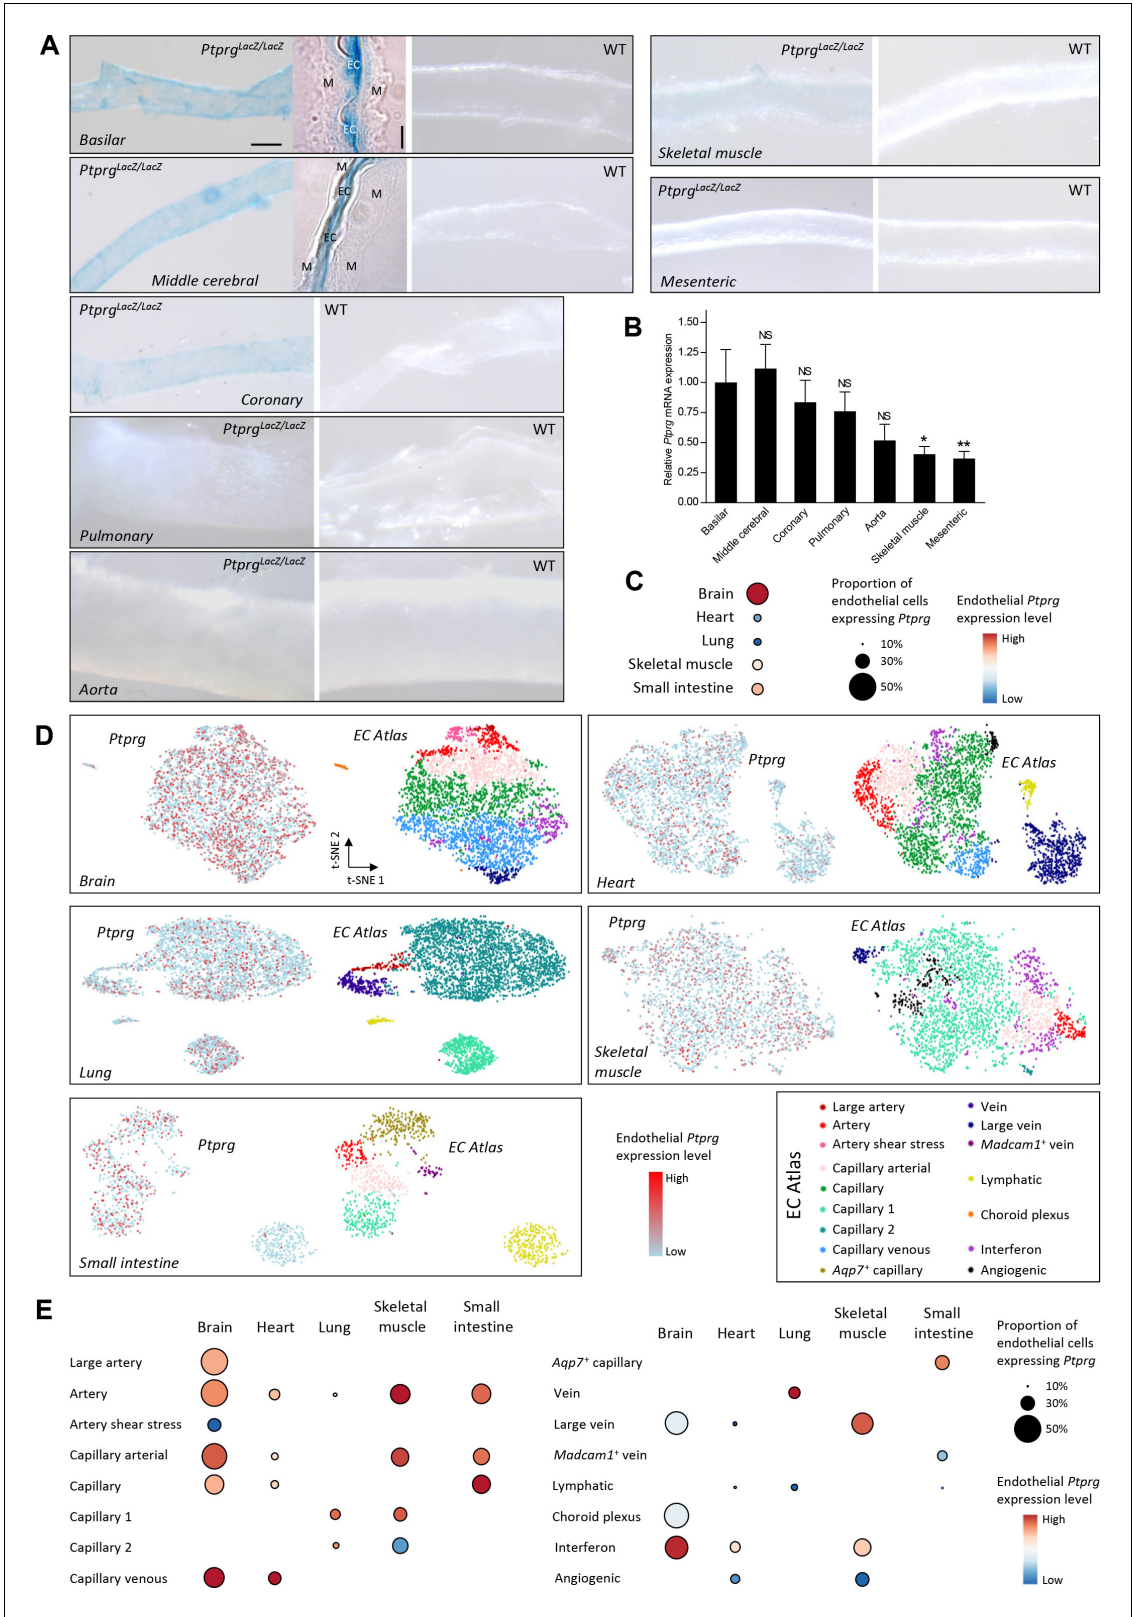 A
Ptprg^LacZ/LacZ
WT
EC
M
M
EC
Basilar
Ptprg^LacZ/LacZ
WT
M
EC
M
EC
M
M
Middle cerebral
Ptprg^LacZ/LacZ
WT
Skeletal muscle
Ptprg^LacZ/LacZ
WT
Mesenteric
Ptprg^LacZ/LacZ
WT
Coronary
Ptprg^LacZ/LacZ
WT
Pulmonary
Ptprg^LacZ/LacZ
WT
Aorta
B
Relative Ptprg mRNA expression
1.50
1.25
1.00
0.75
0.50
0.25
0.00
NS
NS
NS
NS
*
**
Basilar
Middle cerebral
Coronary
Pulmonary
Aorta
Skeletal muscle
Mesenteric
C
Brain
Heart
Lung
Skeletal muscle
Small intestine
Proportion of
endothelial cells
expressing Ptprg
10%
30%
50%
Endothelial Ptprg
expression level
High
Low
D
Ptprg
EC Atlas
t-SNE 2
t-SNE 1
Brain
Ptprg
EC Atlas
Heart
Ptprg
EC Atlas
Lung
Ptprg
EC Atlas
Skeletal
muscle
Ptprg
EC Atlas
Small intestine
Endothelial Ptprg
expression level
High
Low
EC Atlas
Large artery
Artery
Artery shear stress
Capillary arterial
Capillary
Capillary 1
Capillary 2
Capillary venous
Aqp7+ capillary
Vein
Large vein
Madcam1+ vein
Lymphatic
Choroid plexus
Interferon
Angiogenic
E
Brain
Heart
Lung
Skeletal
muscle
Small
intestine
Large artery
Artery
Artery shear stress
Capillary arterial
Capillary
Capillary 1
Capillary 2
Capillary venous
Brain
Heart
Lung
Skeletal
muscle
Small
intestine
Aqp7+ capillary
Vein
Large vein
Madcam1+ vein
Lymphatic
Choroid plexus
Interferon
Angiogenic
Proportion of
endothelial cells
expressing Ptprg
10%
30%
50%
Endothelial Ptprg
expression level
High
Low